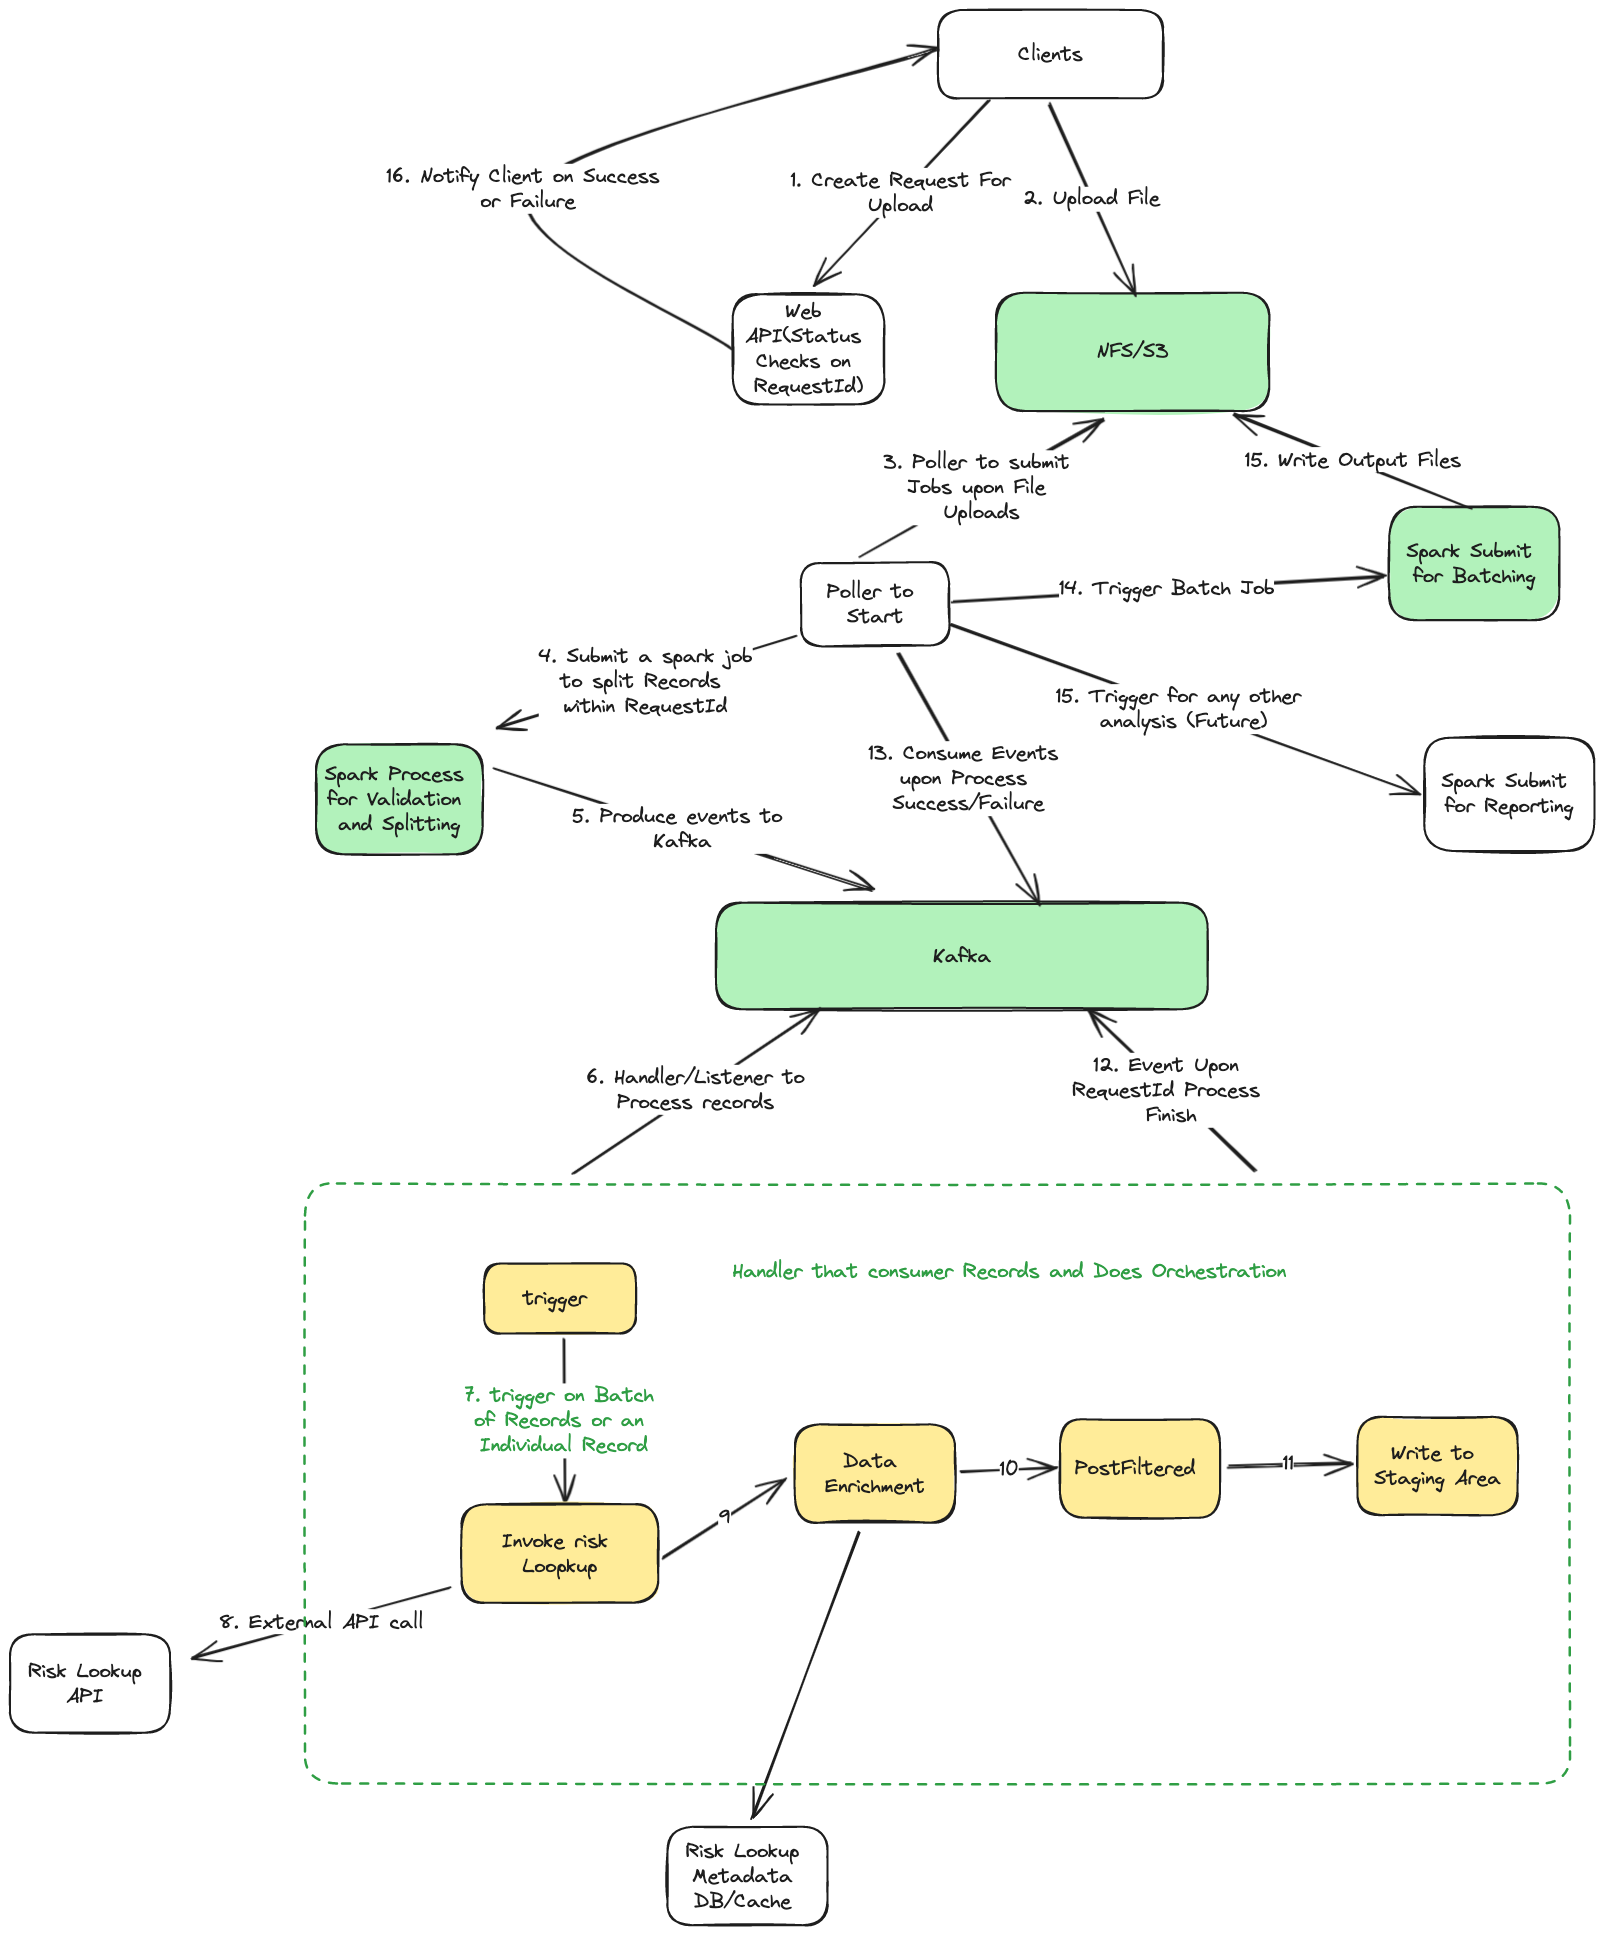 Clients
16. Notify Client on Success
or Failure
1. Create Request For
Upload
2. Upload File
Web
API(Status
Checks on
RequestId)
NFS/S3
3. Poller to submit
Jobs upon File
Uploads
15. Write Output Files
Spark Submit
for Batching
Poller to
Start
14. Trigger Batch Job
4. Submit a spark job
to split Records
within RequestId
15. Trigger for any other
analysis (Future)
13. Consume Events
upon Process
Success/Failure
Spark Process
for Validation
and Splitting
Spark Submit
for Reporting
5. Produce events to
Kafka
Kafka
6. Handler/Listener to
Process records
12. Event Upon
RequestId Process
Finish
Handler that consumer Records and Does Orchestration
trigger
7. trigger on Batch
of Records or an
Individual Record
Data
Enrichment
10
PostFiltered
11
Write to
Staging Area
9
Invoke risk
Loopkup
8. External API call
Risk Lookup
API
Risk Lookup
Metadata
DB/Cache